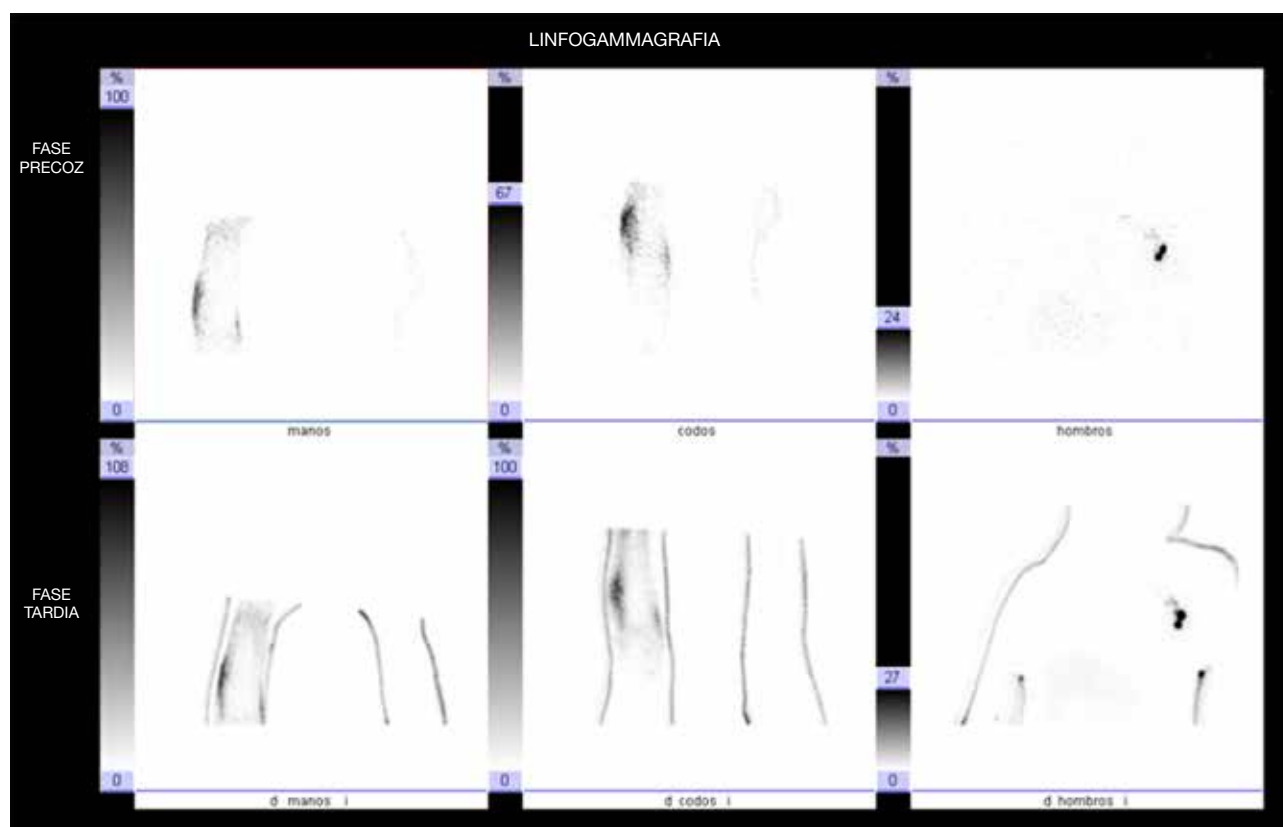 LINFOGAMMAGRAFIA
%
100
0
%
67
0
%
24
0
FASE
PRECOZ
manos
codos
hombros
%
108
0
%
100
0
%
27
0
FASE
TARDIA
d manos i
d codos i
d hombros i